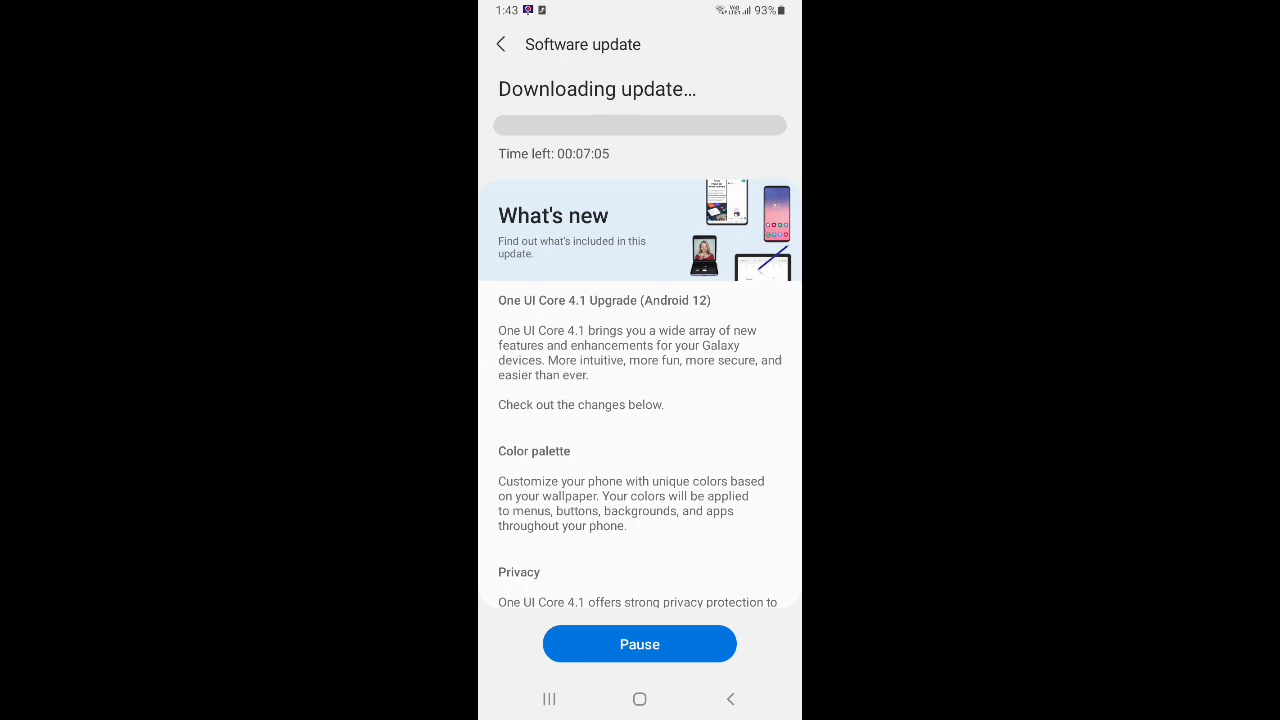 1:43 93%
Software update
Downloading update...
Time left: 00:07:05
What's new
Find out what's included in this
update.
One UI Core 4.1 Upgrade (Android 12)
One UI Core 4.1 brings you a wide array of new
features and enhancements for your Galaxy
devices. More intuitive, more fun, more secure, and
easier than ever.
Check out the changes below.
Color palette
Customize your phone with unique colors based
on your wallpaper. Your colors will be applied
to menus, buttons, backgrounds, and apps
throughout your phone.
Privacy
One UI Core 4.1 offers strong privacy protection to
Pause